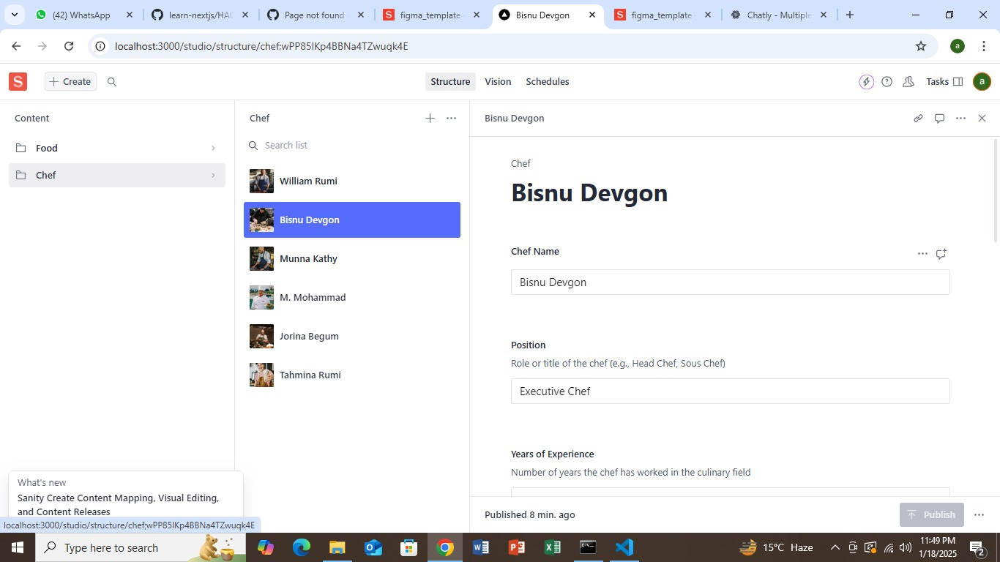 (42) WhatsApp
learn-nextjs/HAC
Page not found
figma_template
Bisnu Devgon
figma_template
Chatly - Multiple
localhost:3000/studio/structure/chef;wPP85IKp4BBNa4TZwuqk4E
a
S
Create
Structure
Vision
Schedules
Tasks
a
Content
Food
Chef
Chef
Search list
William Rumi
Bisnu Devgon
Munna Kathy
M. Mohammad
Jorina Begum
Tahmina Rumi
Bisnu Devgon
Chef
Bisnu Devgon
Chef Name
Bisnu Devgon
Position
Role or title of the chef (e.g., Head Chef, Sous Chef)
Executive Chef
Years of Experience
Number of years the chef has worked in the culinary field
Published 8 min. ago
Publish
What's new
Sanity Create Content Mapping, Visual Editing,
and Content Releases
localhost:3000/studio/structure/chef;wPP85IKp4BBNa4TZwuqk4E
Type here to search
15°C Haze
11:49 PM
1/18/2025
2